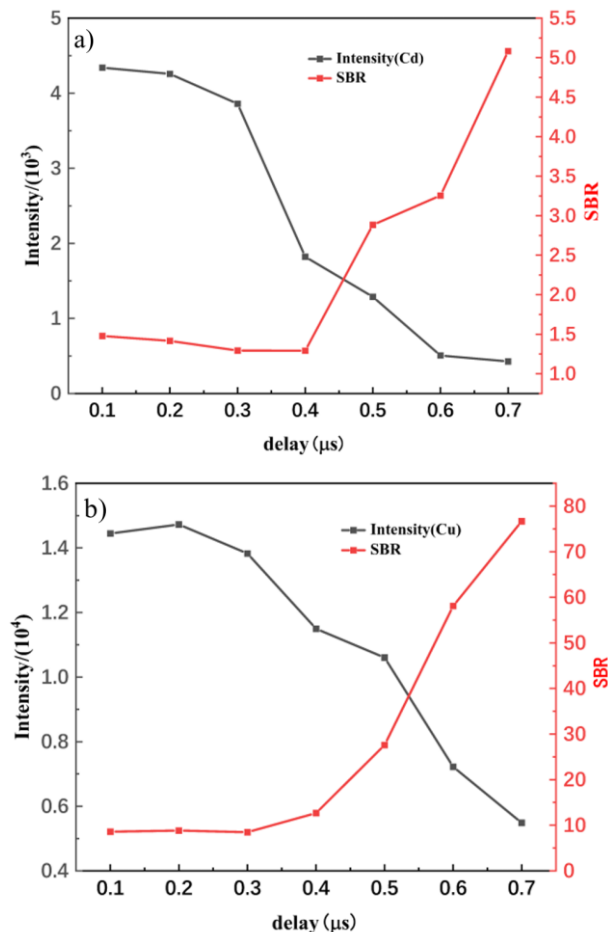 a)
Intensity(Cd)
SBR
Intensity/(10³)
5
4
3
2
1
0
SBR
5.5
5.0
4.5
4.0
3.5
3.0
2.5
2.0
1.5
1.0
0.1 0.2 0.3 0.4 0.5 0.6 0.7
delay(μs)
b)
Intensity(Cu)
SBR
Intensity/(10⁴)
1.6
1.4
1.2
1.0
0.8
0.6
0.4
SBR
80
70
60
50
40
30
20
10
0
0.1 0.2 0.3 0.4 0.5 0.6 0.7
delay(μs)